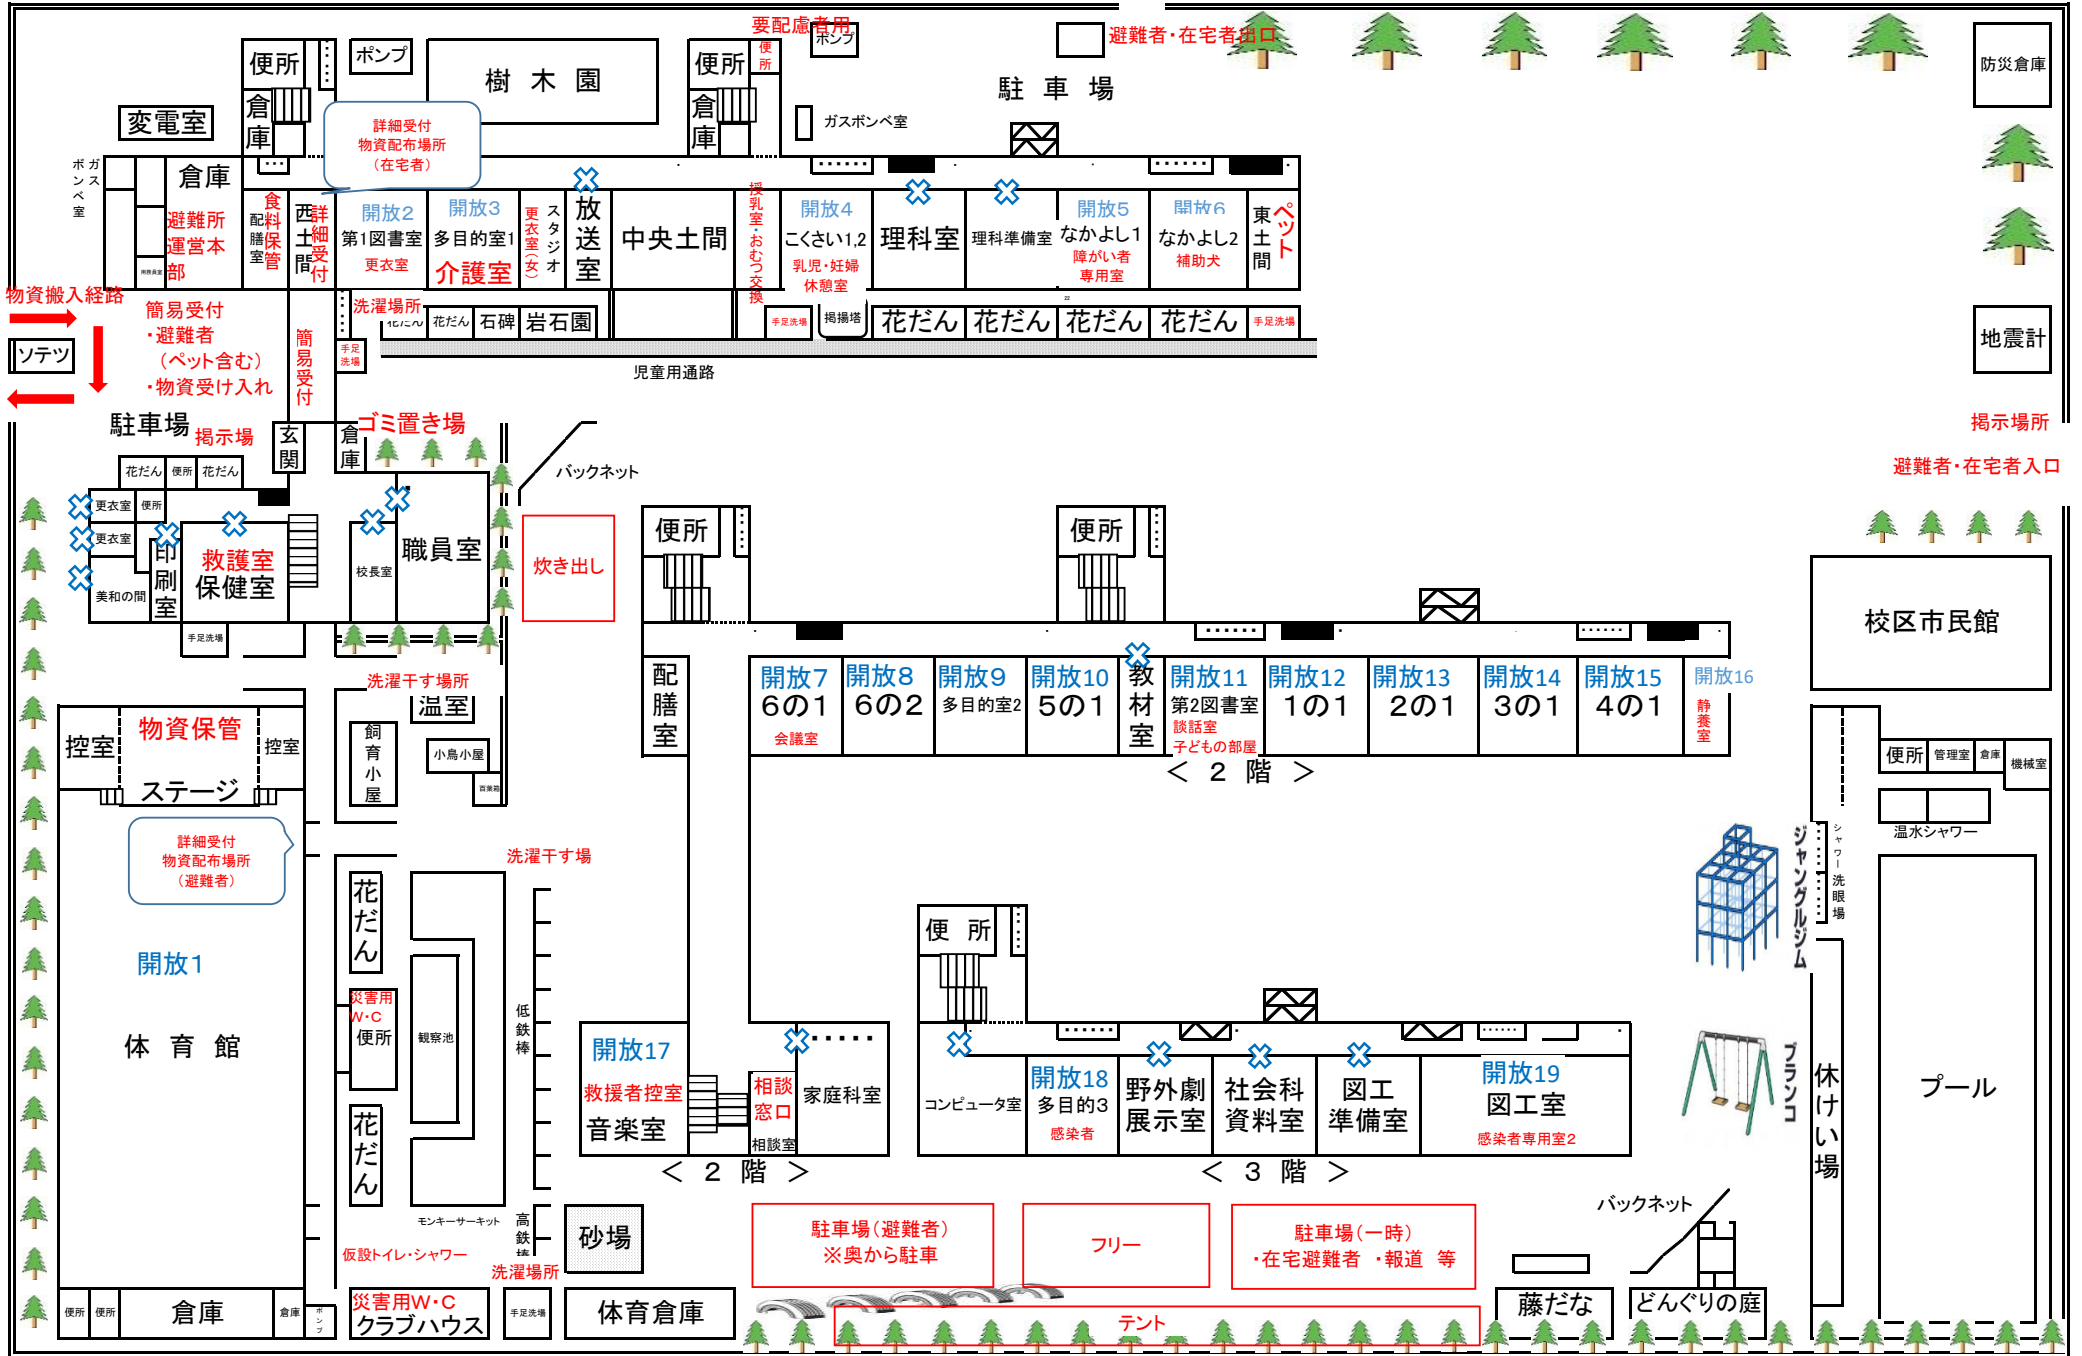 要配慮者用
ポンプ
避難者・在宅者出口
便所
ポンプ
樹木園
便所
便所
駐車場
防災倉庫
変電室
倉庫
倉庫
ガスボンベ室
詳細受付
物資配布場所
（在宅者）
ガスボンベ室
倉庫
避難所
運営本
部
用務員室
配膳室
食料保管
西土間
詳細受付
開放2
第1図書室
更衣室
開放3
多目的室1
介護室
更衣室（女）
スタジオ
放送室
中央土間
授乳室・おむつ交換
開放4
こくさい1,2
乳児・妊婦
休憩室
理科室
理科準備室
開放5
なかよし1
障がい者
専用室
22
開放6
なかよし2
補助犬
東土間
ペット
物資搬入経路
簡易受付
・避難者
（ペット含む）
・物資受け入れ
簡易受付
洗濯場所
花だん
花だん
石碑
岩石園
手足洗場
掲揚塔
花だん
花だん
花だん
花だん
手足洗場
手足
洗場
ソテツ
児童用通路
地震計
駐車場
掲示場
玄関
倉庫
ゴミ置き場
バックネット
掲示場所
避難者・在宅者入口
花だん
便所
花だん
更衣室
便所
更衣室
美和の間
印刷室
救護室
保健室
校長室
職員室
炊き出し
手足洗場
便所
便所
校区市民館
洗濯干す場所
温室
飼育小屋
小鳥小屋
百葉箱
配膳室
開放7
6の1
会議室
開放8
6の2
開放9
多目的室2
開放10
5の1
教材室
開放11
第2図書室
談話室
子どもの部屋
開放12
1の1
開放13
2の1
開放14
3の1
開放15
4の1
開放16
静養室
＜ 2 階 ＞
控室
物資保管
控室
ステージ
詳細受付
物資配布場所
（避難者）
開放1
体育館
洗濯干す場
花だん
災害用
W・C
便所
花だん
観察池
低鉄棒
モンキーサーキット
高鉄棒
便所
管理室
倉庫
機械室
温水シャワー
シャワー洗眼場
ジャングルジム
ブランコ
休けい場
プール
開放17
救援者控室
音楽室
相談
窓口
相談室
家庭科室
＜ 2 階 ＞
便所
コンピュータ室
開放18
多目的3
感染者
野外劇
展示室
社会科
資料室
図工
準備室
開放19
図工室
感染者専用室2
＜ 3 階 ＞
仮設トイレ・シャワー
洗濯場所
砂場
駐車場（避難者）
※奥から駐車
フリー
駐車場（一時）
・在宅避難者 ・報道 等
バックネット
便所
便所
倉庫
倉庫
ポンプ
災害用W・C
クラブハウス
手足洗場
体育倉庫
テント
藤だな
どんぐりの庭